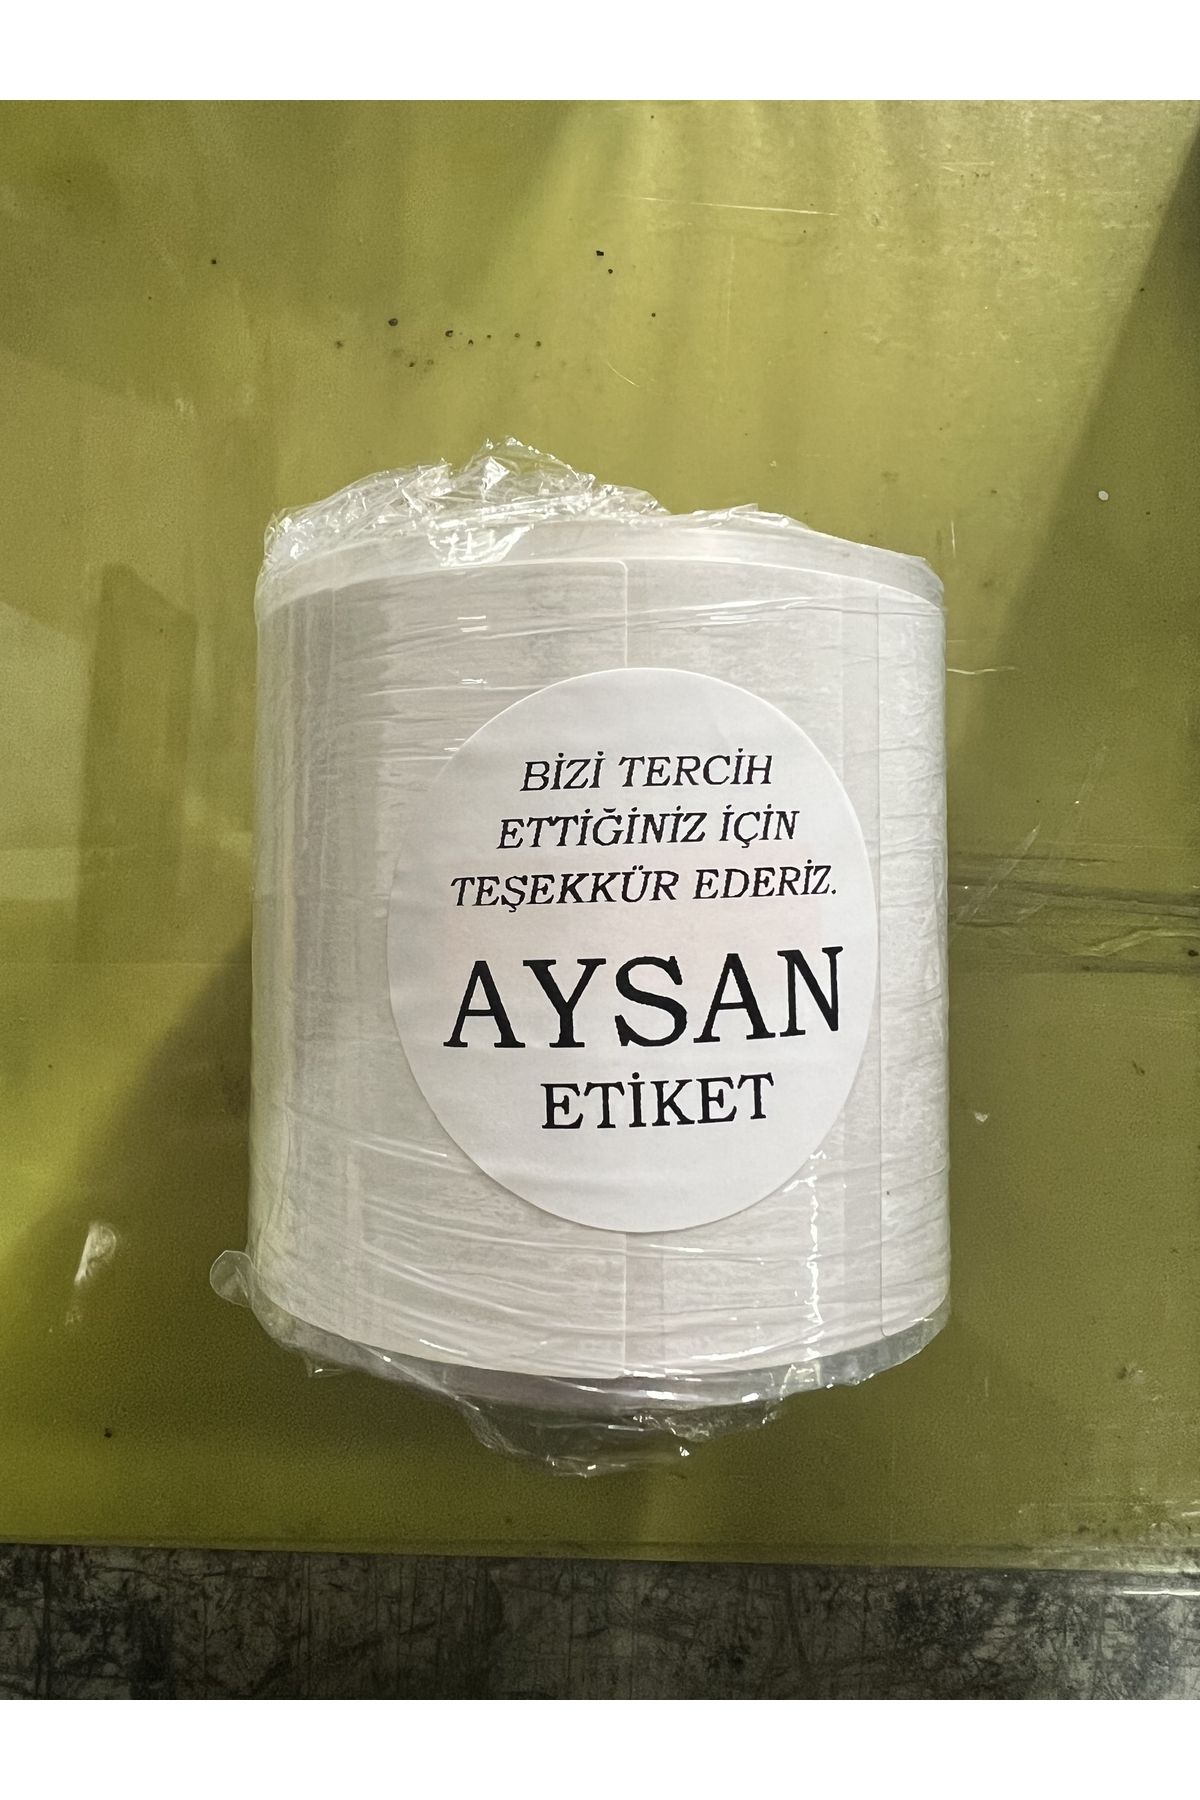 BİZİ TERCİH
ETTİĞİNİZ İÇİN
TEŞEKKÜR EDERİZ.
AYSAN
ETİKET